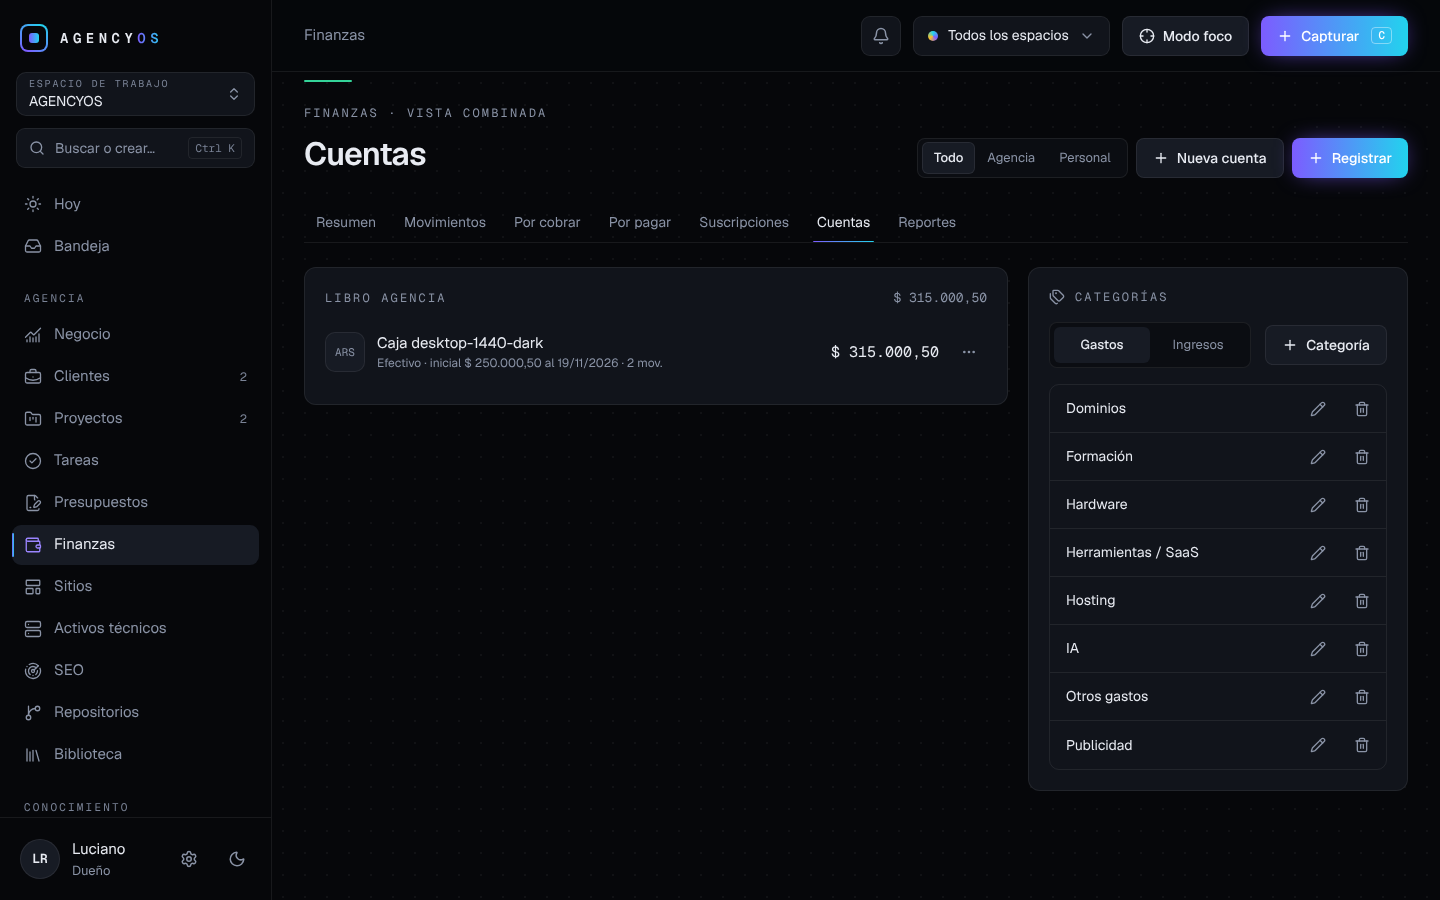 AGENCYOS
ESPACIO DE TRABAJO
AGENCYOS
Buscar o crear... Ctrl K
Hoy
Bandeja
AGENCIA
Negocio
Clientes 2
Proyectos 2
Tareas
Presupuestos
Finanzas
Sitios
Activos técnicos
SEO
Repositorios
Biblioteca
CONOCIMIENTO
LR
Luciano
Dueño
Finanzas
Todos los espacios
Modo foco
Capturar C
FINANZAS · VISTA COMBINADA
Cuentas
Todo Agencia Personal
Nueva cuenta
Registrar
Resumen Movimientos Por cobrar Por pagar Suscripciones Cuentas Reportes
LIBRO AGENCIA $ 315.000,50
ARS
Caja desktop-1440-dark
Efectivo · inicial $ 250.000,50 al 19/11/2026 · 2 mov.
$ 315.000,50
CATEGORÍAS
Gastos Ingresos
Categoría
Dominios
Formación
Hardware
Herramientas / SaaS
Hosting
IA
Otros gastos
Publicidad